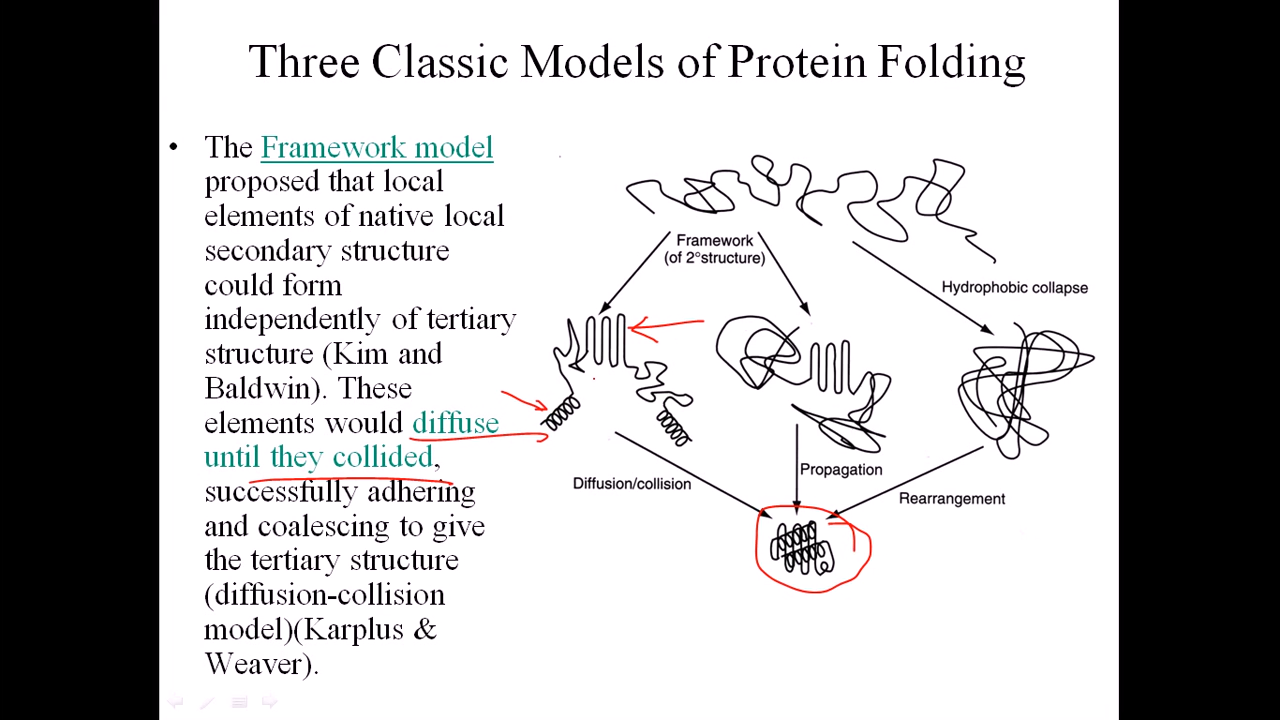 Three Classic Models of Protein Folding
• The Framework model
proposed that local
elements of native local
secondary structure
could form
independently of tertiary
structure (Kim and
Baldwin). These
elements would diffuse
until they collided,
successfully adhering
and coalescing to give
the tertiary structure
(diffusion-collision
model)(Karplus &
Weaver).
Framework
(of 2°structure)
Hydrophobic collapse
Diffusion/collision
Propagation
Rearrangement